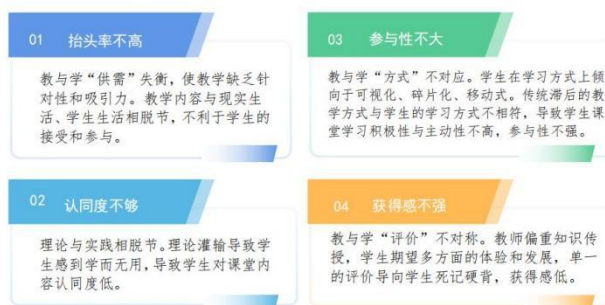 01 抬头率不高
教与学“供需”失衡，使教学缺乏针
对性和吸引力。教学内容与现实生
活、学生生活相脱节，不利于学生的
接受和参与。
02 认同度不够
理论与实践相脱节。理论灌输导致学
生感到学而无用，导致学生对课堂内
容认同度低。
03 参与性不大
教与学“方式”不对应。学生在学习方式上倾
向于可视化、碎片化、移动式。传统滞后的教
学方式与学生的学习方式不相符，导致学生课
堂学习积极性与主动性不高，参与性不强。
04 获得感不强
教与学“评价”不对称。教师偏重知识传
授，学生期望多方面的体验和发展，单一
的评价导向学生死记硬背，获得感低。